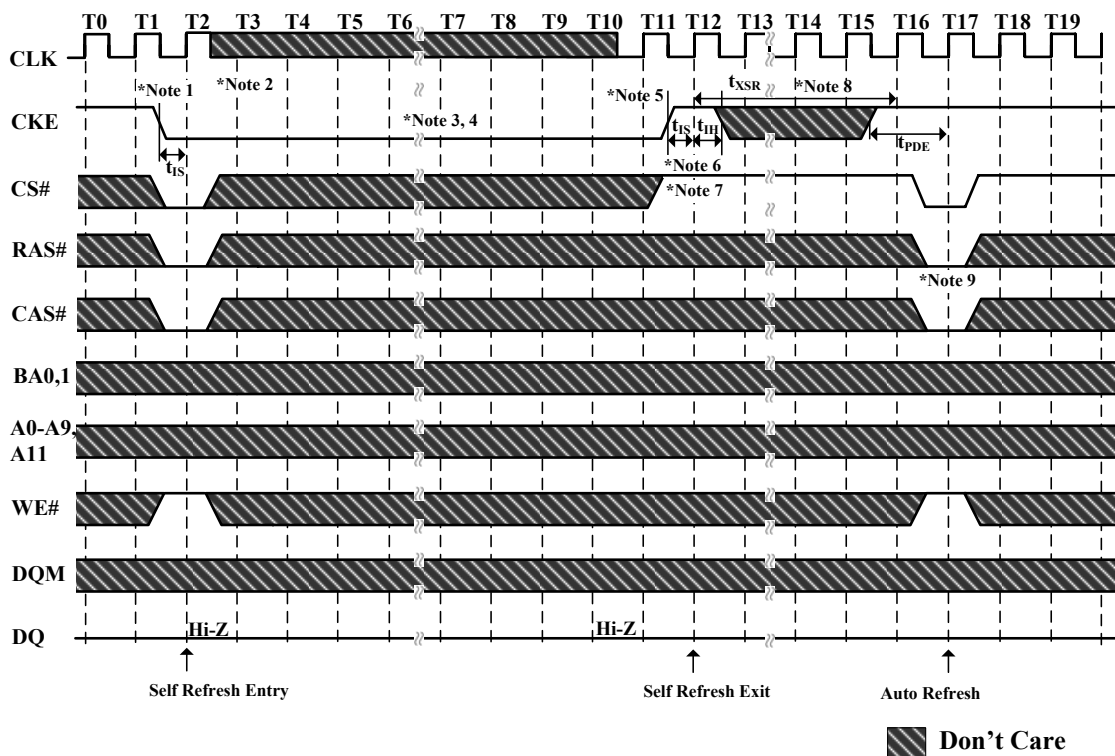 T0 T1 T2 T3 T4 T5 T6 T7 T8 T9 T10 T11 T12 T13 T14 T15 T16 T17 T18 T19
CLK
*Note 1 *Note 2 *Note 5 tXSR *Note 8
CKE *Note 3, 4 tIS tIH
tIS tPDE
*Note 6
CS# *Note 7
RAS#
*Note 9
CAS#
BA0,1
A0-A9,
A11
WE#
DQM
Hi-Z Hi-Z
DQ
Self Refresh Entry Self Refresh Exit Auto Refresh
Don't Care